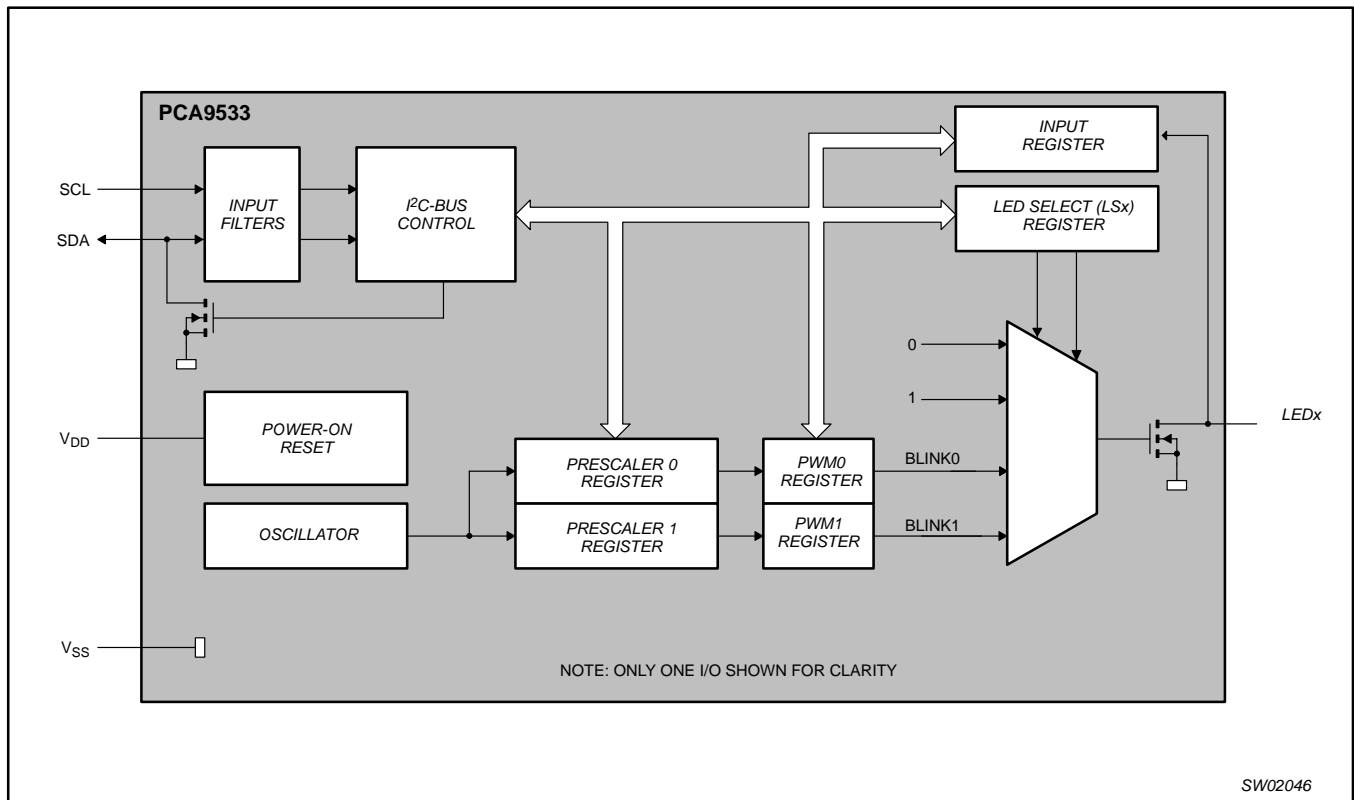 PCA9533
SCL
SDA
INPUT
FILTERS
I²C-BUS
CONTROL
INPUT
REGISTER
LED SELECT (LSx)
REGISTER
0
1
LEDx
VDD
POWER-ON
RESET
PRESCALER 0
REGISTER
PWM0
REGISTER
BLINK0
OSCILLATOR
PRESCALER 1
REGISTER
PWM1
REGISTER
BLINK1
VSS
NOTE: ONLY ONE I/O SHOWN FOR CLARITY
SW02046